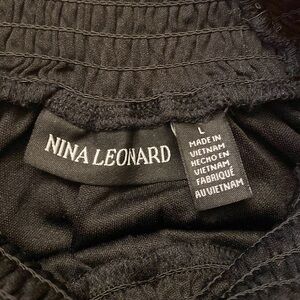 NINA LEONARD
L
MADE IN
VIETNAM
HECHO EN
VIETNAM
FABRIQUÉ
AU VIETNAM